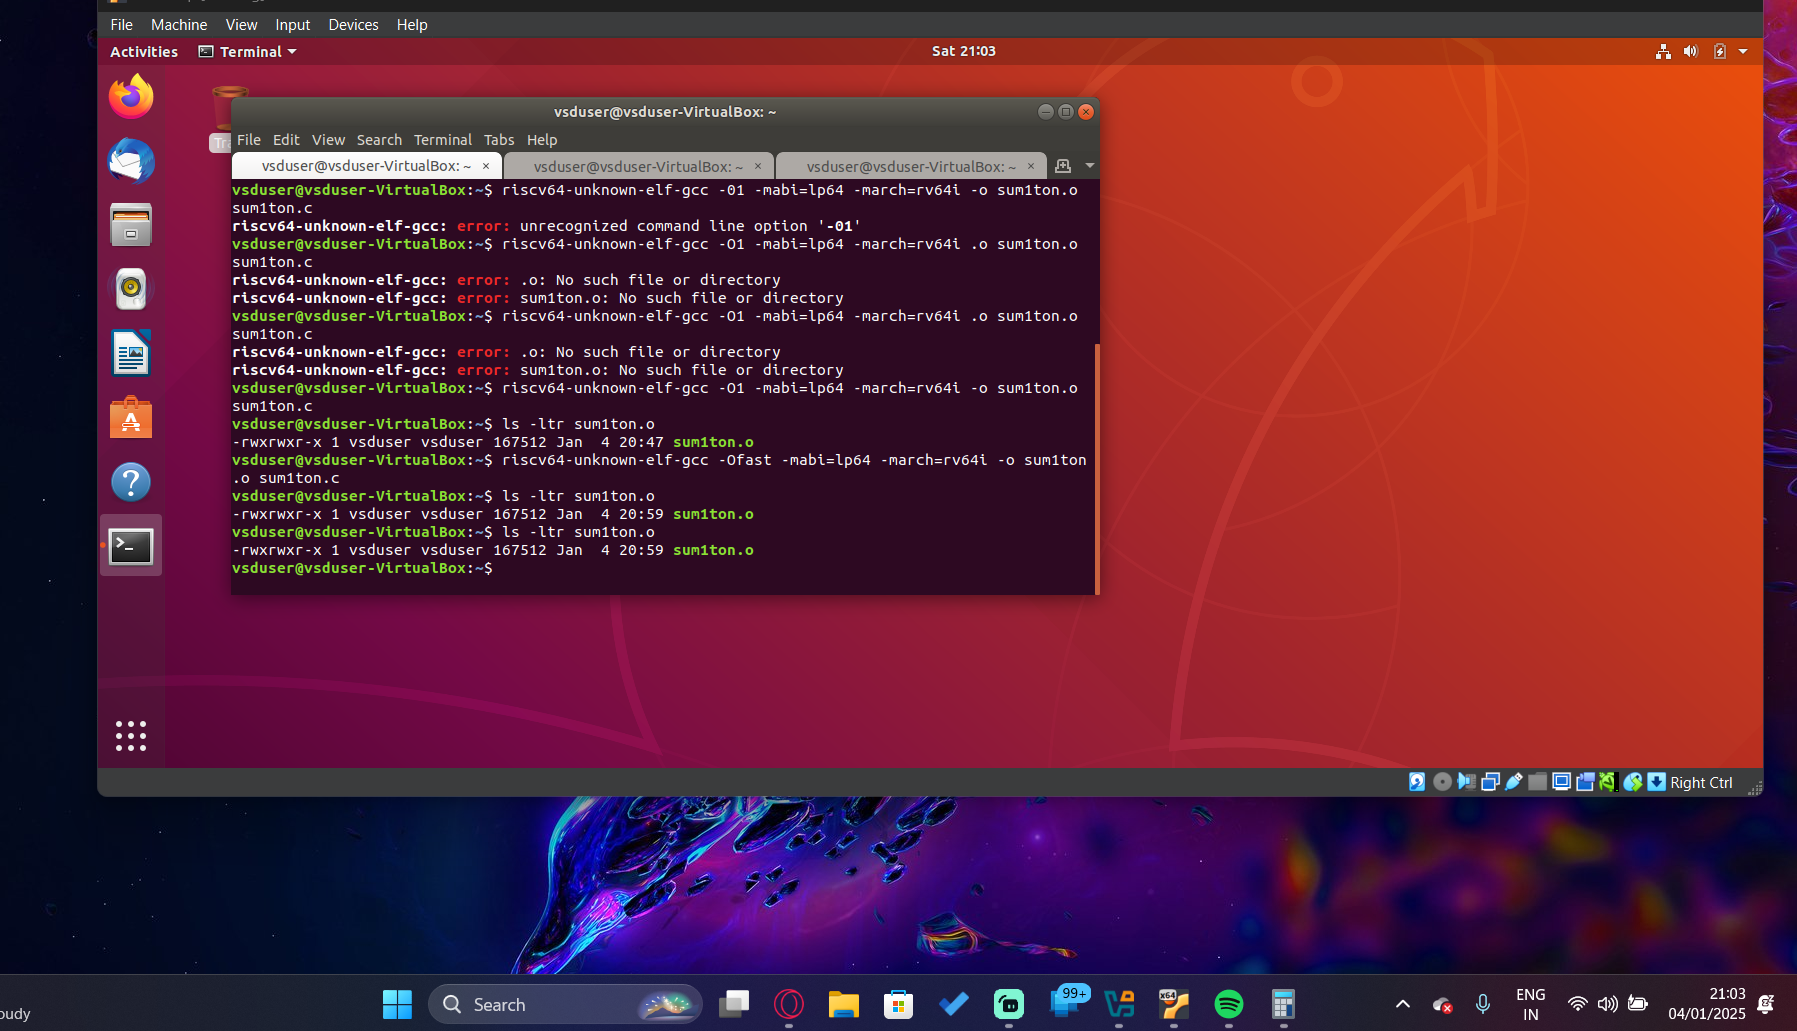 File Machine View Input Devices Help
Activities Terminal Sat 21:03
vsduser@vsduser-VirtualBox: ~
File Edit View Search Terminal Tabs Help
vsduser@vsduser-VirtualBox: ~ × vsduser@vsduser-VirtualBox: ~ × vsduser@vsduser-VirtualBox: ~ ×
vsduser@vsduser-VirtualBox:~$ riscv64-unknown-elf-gcc -01 -mabi=lp64 -march=rv64i -o sum1ton.o
sum1ton.c
riscv64-unknown-elf-gcc: error: unrecognized command line option '-01'
vsduser@vsduser-VirtualBox:~$ riscv64-unknown-elf-gcc -O1 -mabi=lp64 -march=rv64i .o sum1ton.o
sum1ton.c
riscv64-unknown-elf-gcc: error: .o: No such file or directory
riscv64-unknown-elf-gcc: error: sum1ton.o: No such file or directory
vsduser@vsduser-VirtualBox:~$ riscv64-unknown-elf-gcc -O1 -mabi=lp64 -march=rv64i .o sum1ton.o
sum1ton.c
riscv64-unknown-elf-gcc: error: .o: No such file or directory
riscv64-unknown-elf-gcc: error: sum1ton.o: No such file or directory
vsduser@vsduser-VirtualBox:~$ riscv64-unknown-elf-gcc -O1 -mabi=lp64 -march=rv64i -o sum1ton.o
sum1ton.c
vsduser@vsduser-VirtualBox:~$ ls -ltr sum1ton.o
-rwxrwxr-x 1 vsduser vsduser 167512 Jan  4 20:47 sum1ton.o
vsduser@vsduser-VirtualBox:~$ riscv64-unknown-elf-gcc -Ofast -mabi=lp64 -march=rv64i -o sum1ton
.o sum1ton.c
vsduser@vsduser-VirtualBox:~$ ls -ltr sum1ton.o
-rwxrwxr-x 1 vsduser vsduser 167512 Jan  4 20:59 sum1ton.o
vsduser@vsduser-VirtualBox:~$ ls -ltr sum1ton.o
-rwxrwxr-x 1 vsduser vsduser 167512 Jan  4 20:59 sum1ton.o
vsduser@vsduser-VirtualBox:~$
Right Ctrl
Search
99+
x64
ENG
IN
21:03
04/01/2025